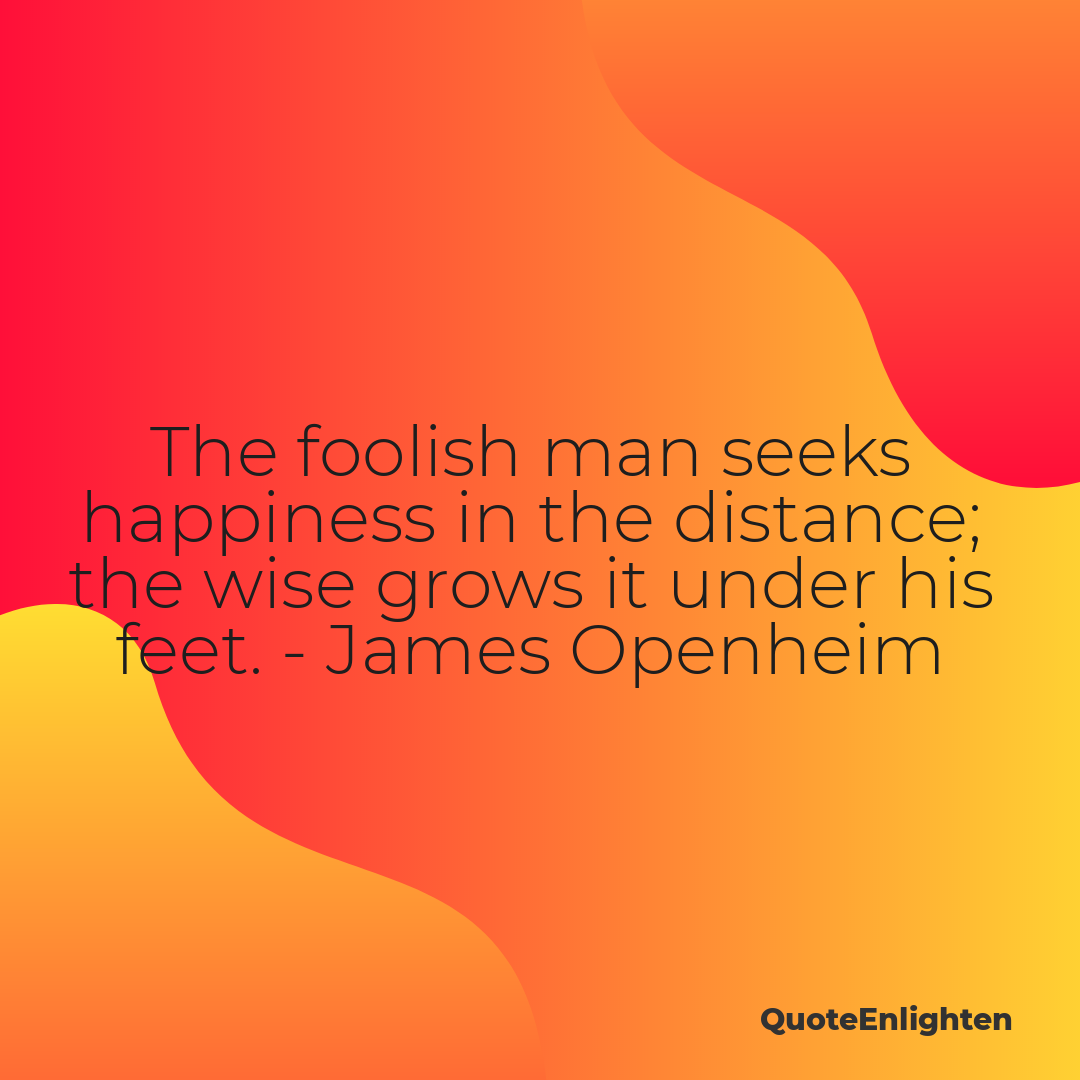 The foolish man seeks
happiness in the distance;
the wise grows it under his
feet. - James Openheim
QuoteEnlighten